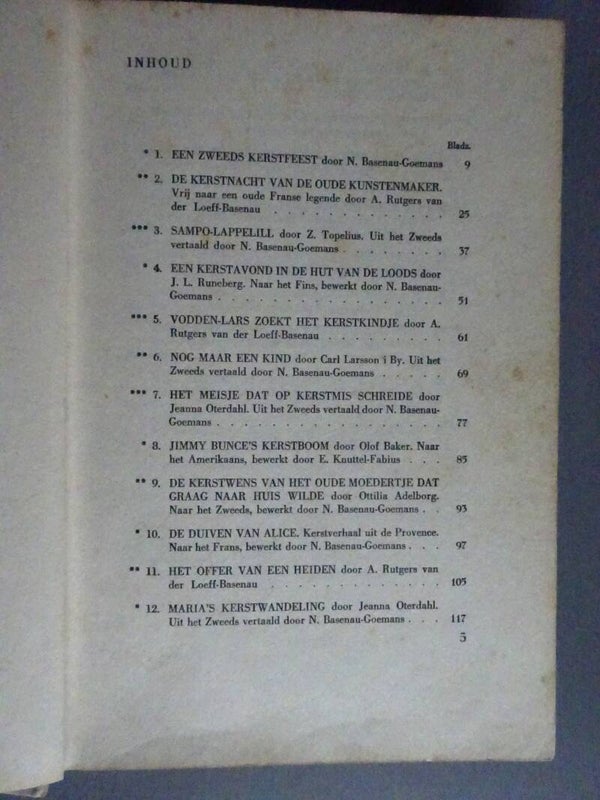 INHOUD
Bladz.
* 1. EEN ZWEEDS KERSTFEEST door N. Basenau-Goemans 9
** 2. DE KERSTNACHT VAN DE OUDE KUNSTENMAKER.
Vrij naar een oude Franse legende door A. Rutgers van
der Loeff-Basenau . . . . . . . . . . . . 25
*** 3. SAMPO-LAPPELILL door Z. Topelius. Uit het Zweeds
vertaald door N. Basenau-Goemans . . . . . . . 37
* 4. EEN KERSTAVOND IN DE HUT VAN DE LOODS door
J. L. Runeberg. Naar het Fins, bewerkt door N. Basenau-
Goemans . . . . . . . . . . . . . . . . 51
*** 5. VODDEN-LARS ZOEKT HET KERSTKINDJE door A.
Rutgers van der Loeff-Basenau . . . . . . . . 61
** 6. NOG MAAR EEN KIND door Carl Larsson i By. Uit het
Zweeds vertaald door N. Basenau-Goemans . . . . . 69
*** 7. HET MEISJE DAT OP KERSTMIS SCHREIDE door
Jeanna Oterdahl. Uit het Zweeds vertaald door N. Basenau-
Goemans . . . . . . . . . . . . . . . . 77
* 8. JIMMY BUNCE'S KERSTBOOM door Olof Baker. Naar
het Amerikaans, bewerkt door E. Knuttel-Fabius . . . 85
** 9. DE KERSTWENS VAN HET OUDE MOEDERTJE DAT
GRAAG NAAR HUIS WILDE door Ottilia Adelborg.
Naar het Zweeds, bewerkt door N. Basenau-Goemans . . 93
* 10. DE DUIVEN VAN ALICE. Kerstverhaal uit de Provence.
Naar het Frans, bewerkt door N. Basenau-Goemans . . . 97
** 11. HET OFFER VAN EEN HEIDEN door A. Rutgers van
der Loeff-Basenau . . . . . . . . . . . . 105
* 12. MARIA'S KERSTWANDELING door Jeanna Oterdahl.
Uit het Zweeds vertaald door N. Basenau-Goemans . . . 117
5